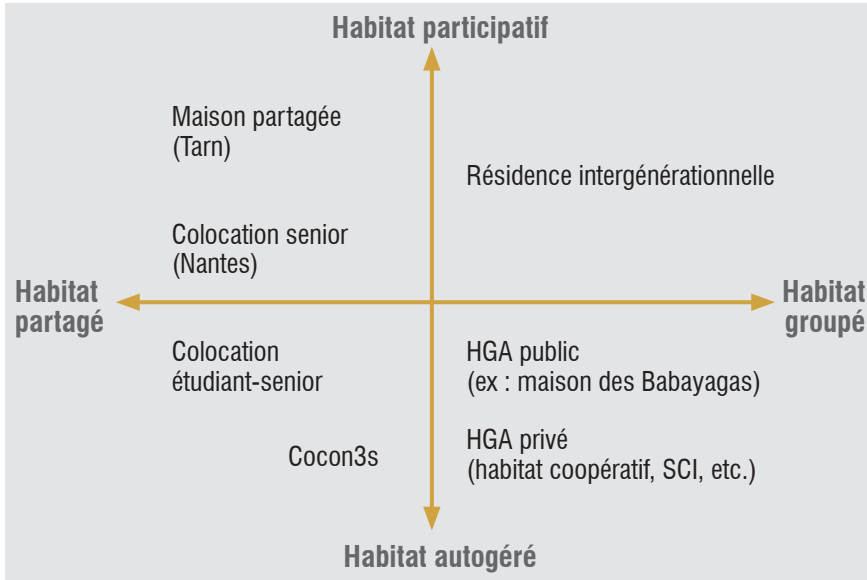 Habitat participatif
Maison partagée
(Tarn)
Résidence intergénérationnelle
Colocation senior
(Nantes)
Habitat
partagé
Habitat
groupé
Colocation
étudiant-senior
HGA public
(ex : maison des Babayagas)
Cocon3s
HGA privé
(habitat coopératif, SCI, etc.)
Habitat autogéré